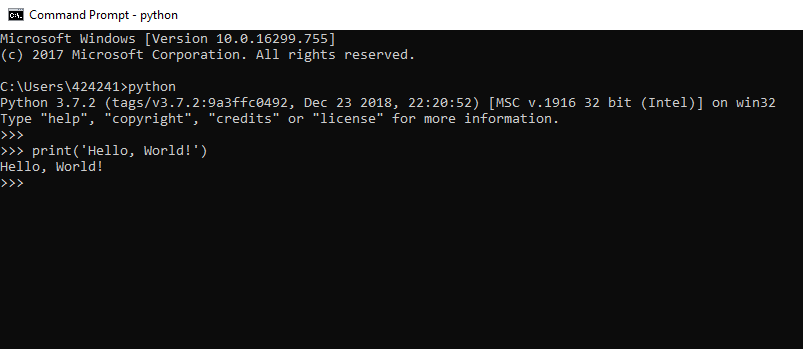 Command Prompt - python
Microsoft Windows [Version 10.0.16299.755]
(c) 2017 Microsoft Corporation. All rights reserved.
C:\Users\424241>python
Python 3.7.2 (tags/v3.7.2:9a3ffc0492, Dec 23 2018, 22:20:52) [MSC v.1916 32 bit (Intel)] on win32
Type "help", "copyright", "credits" or "license" for more information.
>>>
>>> print('Hello, World!')
Hello, World!
>>>